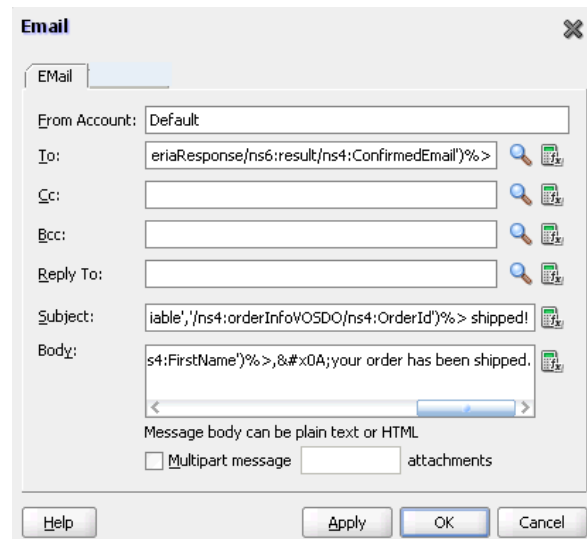 Email
EMail
From Account: Default
To: eriaResponse/ns6:result/ns4:ConfirmedEmail')%>
Cc:
Bcc:
Reply To:
Subject: iable','/ns4:orderInfoVOSDO/ns4:OrderId')%> shipped!
Body: s4:FirstName')%>,&#x0A;your order has been shipped.
Message body can be plain text or HTML
Multipart message attachments
Help Apply OK Cancel